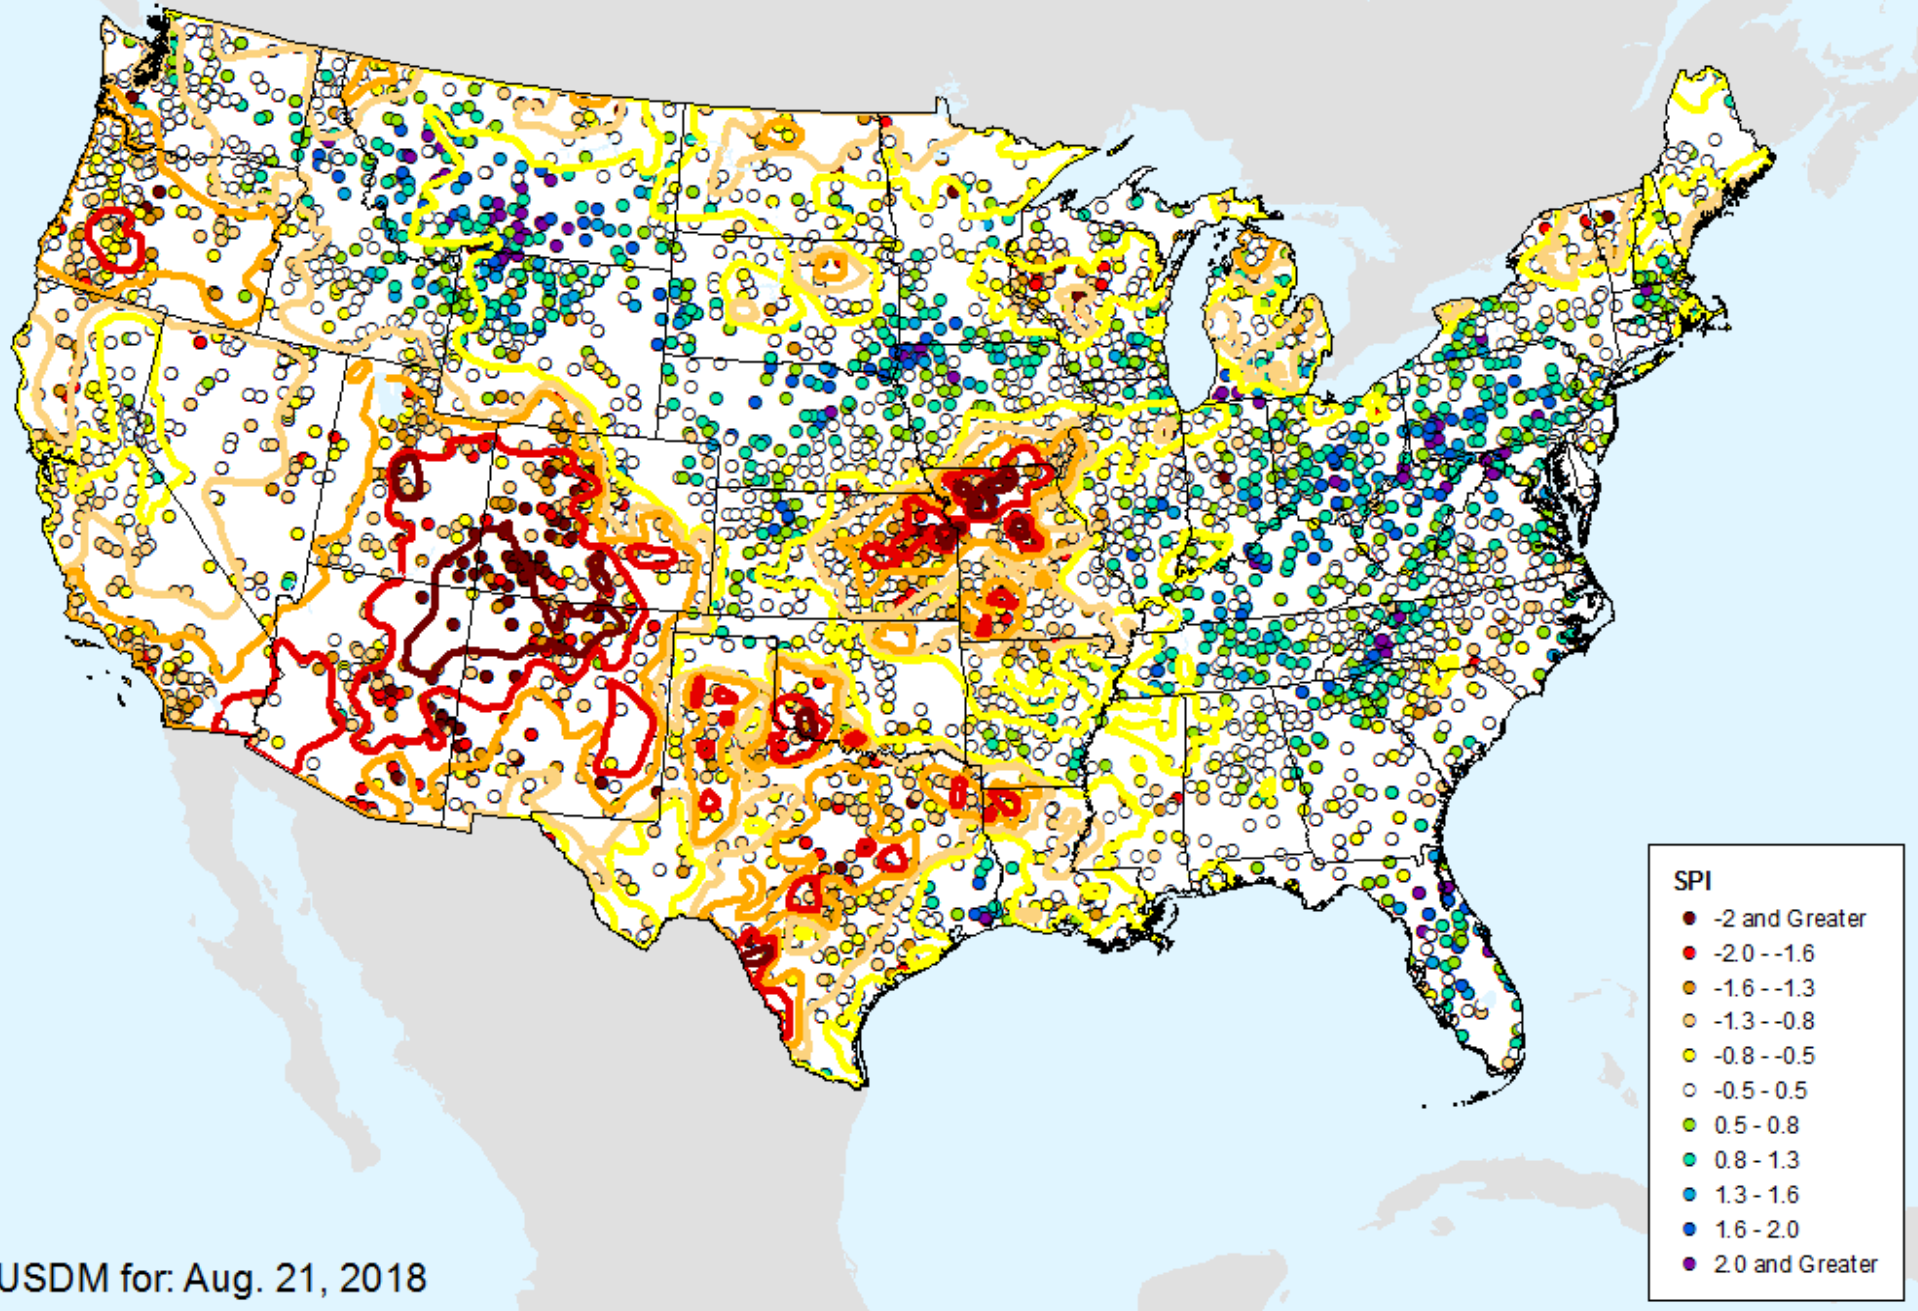 SPI
-2 and Greater
-2.0 - -1.6
-1.6 - -1.3
-1.3 - -0.8
-0.8 - -0.5
-0.5 - 0.5
0.5 - 0.8
0.8 - 1.3
1.3 - 1.6
1.6 - 2.0
2.0 and Greater
USDM for: Aug. 21, 2018